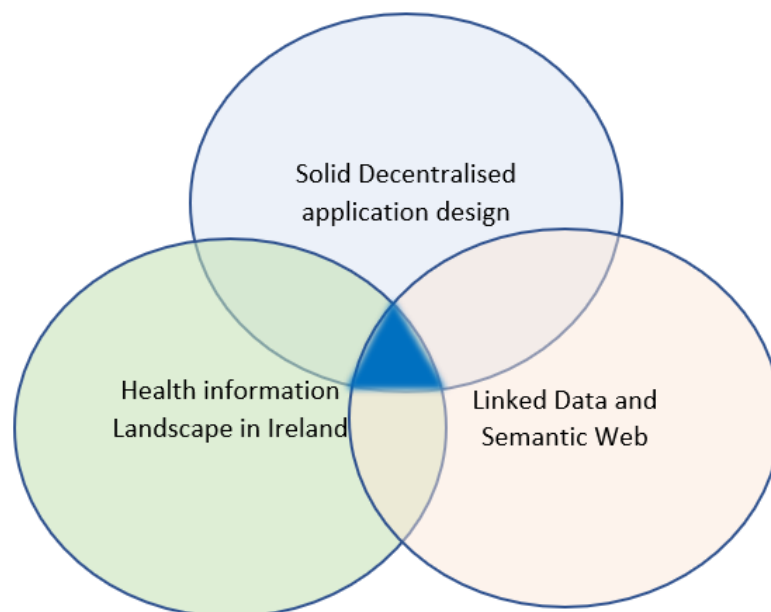 Solid Decentralised
application design
Health information
Landscape in Ireland
Linked Data and
Semantic Web